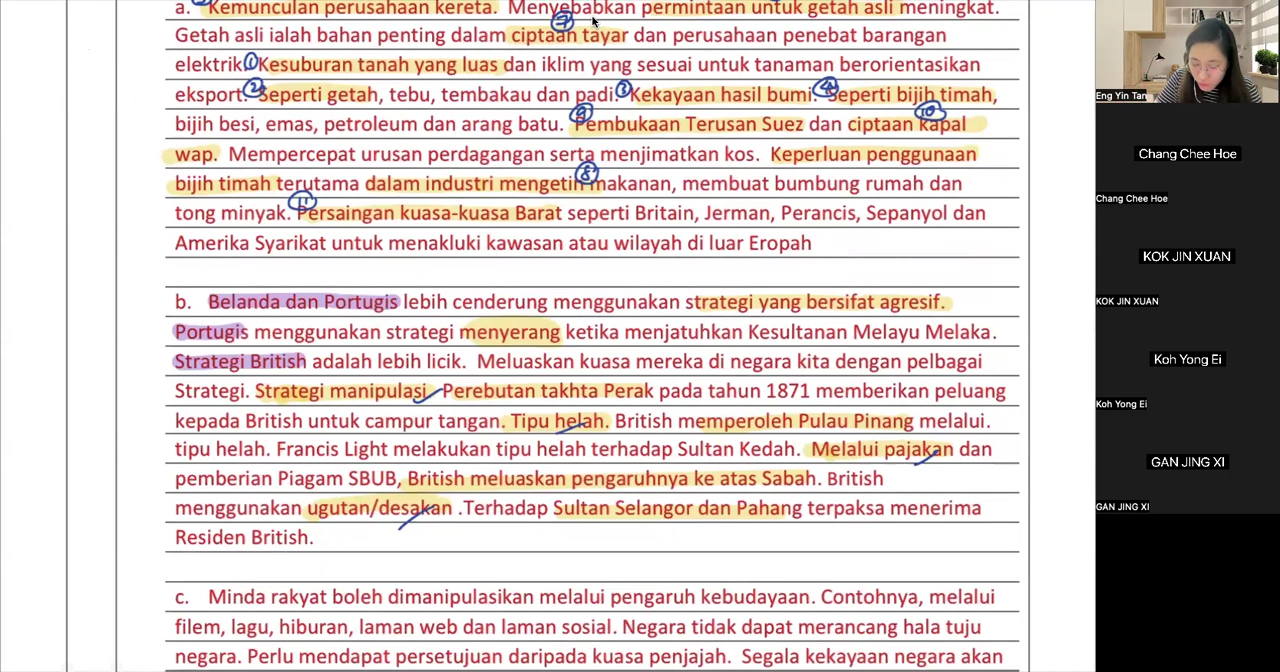 a. Kemunculan perusahaan kereta. Menyebabkan permintaan untuk getah asli meningkat.
Getah asli ialah bahan penting dalam ciptaan tayar dan perusahaan penebat barangan
elektrik. Kesuburan tanah yang luas dan iklim yang sesuai untuk tanaman berorientasikan
eksport. Seperti getah, tebu, tembakau dan padi. Kekayaan hasil bumi. Seperti bijih timah,
bijih besi, emas, petroleum dan arang batu. Pembukaan Terusan Suez dan ciptaan kapal
wap. Mempercepat urusan perdagangan serta menjimatkan kos. Keperluan penggunaan
bijih timah terutama dalam industri mengetin makanan, membuat bumbung rumah dan
tong minyak. Persaingan kuasa-kuasa Barat seperti Britain, Jerman, Perancis, Sepanyol dan
Amerika Syarikat untuk menakluki kawasan atau wilayah di luar Eropah
b. Belanda dan Portugis lebih cenderung menggunakan strategi yang bersifat agresif.
Portugis menggunakan strategi menyerang ketika menjatuhkan Kesultanan Melayu Melaka.
Strategi British adalah lebih licik. Meluaskan kuasa mereka di negara kita dengan pelbagai
Strategi. Strategi manipulasi Perebutan takhta Perak pada tahun 1871 memberikan peluang
kepada British untuk campur tangan. Tipu helah. British memperoleh Pulau Pinang melalui.
tipu helah. Francis Light melakukan tipu helah terhadap Sultan Kedah. Melalui pajakan dan
pemberian Piagam SBUB, British meluaskan pengaruhnya ke atas Sabah. British
menggunakan ugutan/desakan .Terhadap Sultan Selangor dan Pahang terpaksa menerima
Residen British.
c. Minda rakyat boleh dimanipulasikan melalui pengaruh kebudayaan. Contohnya, melalui
filem, lagu, hiburan, laman web dan laman sosial. Negara tidak dapat merancang hala tuju
negara. Perlu mendapat persetujuan daripada kuasa penjajah. Segala kekayaan negara akan
7
1
2
3
4
9
10
8
11
Eng Yin Tan
Chang Chee Hoe
Chang Chee Hoe
KOK JIN XUAN
KOK JIN XUAN
Koh Yong Ei
Koh Yong Ei
GAN JING XI
GAN JING XI